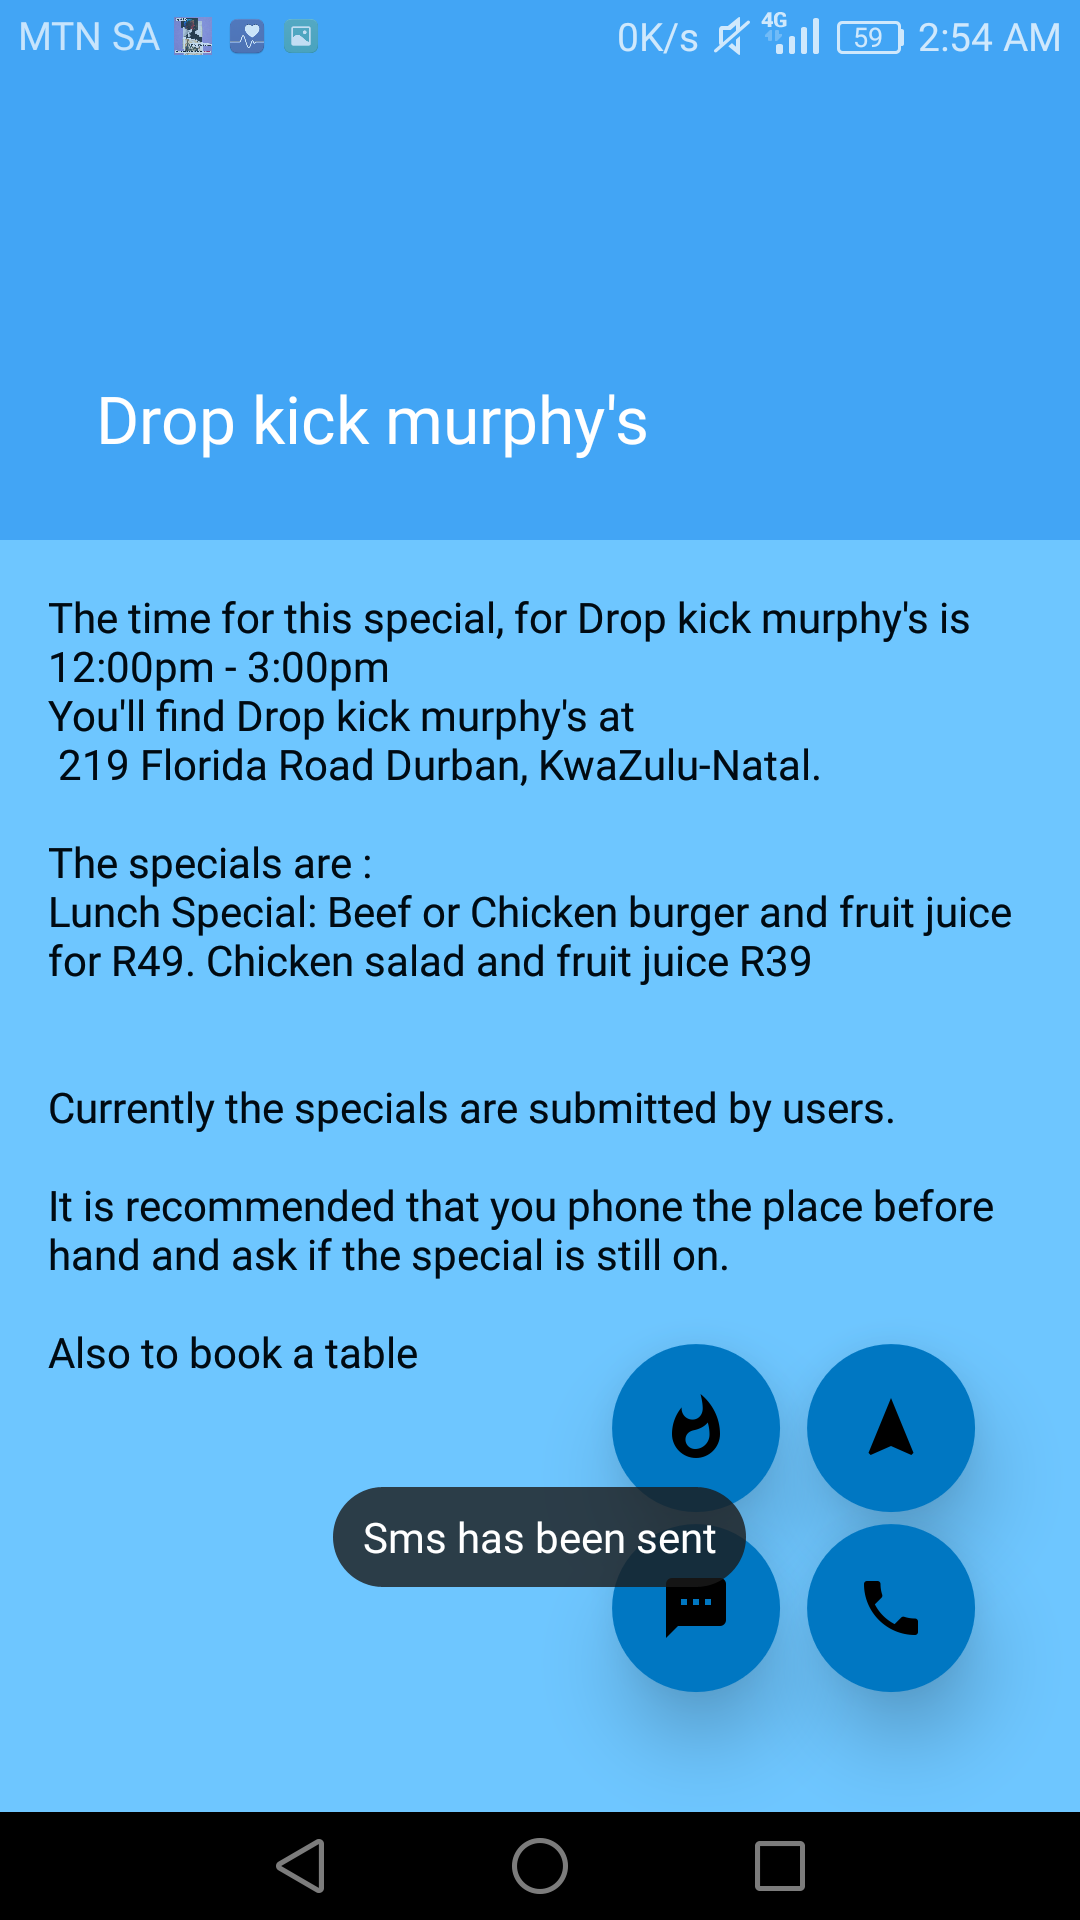 MTN SA 0K/s 4G 59 2:54 AM
Drop kick murphy's
The time for this special, for Drop kick murphy's is
12:00pm - 3:00pm
You'll find Drop kick murphy's at
219 Florida Road Durban, KwaZulu-Natal.
The specials are :
Lunch Special: Beef or Chicken burger and fruit juice
for R49. Chicken salad and fruit juice R39
Currently the specials are submitted by users.
It is recommended that you phone the place before
hand and ask if the special is still on.
Also to book a table
Sms has been sent